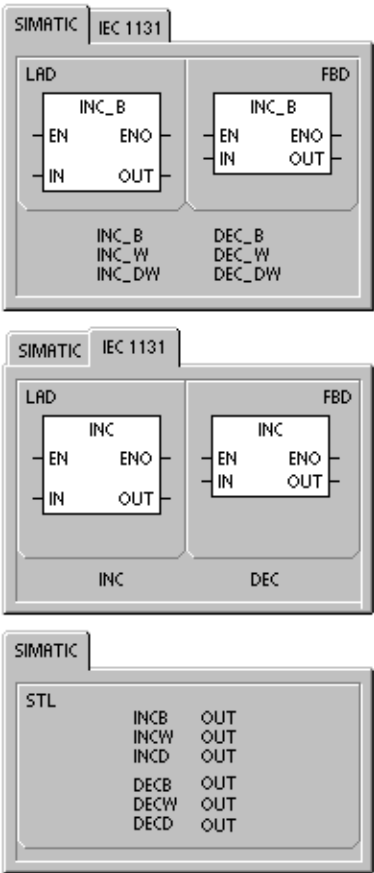 SIMATIC IEC 1131
LAD FBD
INC_B INC_B
EN ENO EN ENO
IN OUT IN OUT
INC_B DEC_B
INC_W DEC_W
INC_DW DEC_DW
SIMATIC IEC 1131
LAD FBD
INC INC
EN ENO EN ENO
IN OUT IN OUT
INC DEC
SIMATIC
STL
INCB OUT
INCW OUT
INCD OUT
DECB OUT
DECW OUT
DECD OUT